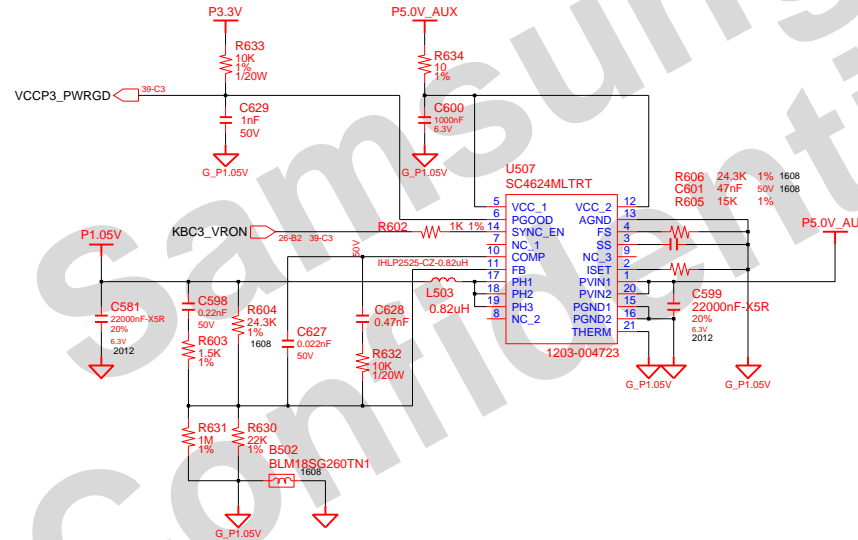 P3.3V
P5.0V_AUX
R633
10K
1%
1/20W
R634
10
1%
VCCP3_PWRGD
39-C3
C629
1nF
50V
C600
1000nF
6.3V
G_P1.05V
G_P1.05V
U507
SC4624MLTRT
R606 24.3K 1% 1608
C601 47nF 50V 1608
R605 15K 1%
5 VCC_1
6 PGOOD
14 SYNC_EN
7 NC_1
10 COMP
11 FB
17 PH1
18 PH2
19 PH3
8 NC_2
VCC_2 12
AGND 13
FS 4
SS 3
NC_3 9
ISET 2
PVIN1 1
PVIN2 20
PGND1 15
PGND2 16
THERM 21
1203-004723
P1.05V
KBC3_VRON
26-B2 39-C3
R602
1K 1%
P5.0V_AU
50V
IHLP2525-CZ-0.82uH
L503
0.82uH
C581
22000nF-X5R
20%
6.3V
2012
C598
0.22nF
50V
R603
1.5K
1%
R604
24.3K
1%
1608
C627
0.022nF
50V
C628
0.47nF
R632
10K
1/20W
C599
22000nF-X5R
20%
6.3V
2012
G_P1.05V
G_P1.05V
R631
1M
1%
R630
22K
1%
B502
BLM18SG260TN1
1608
G_P1.05V
Samsung
Confidenti